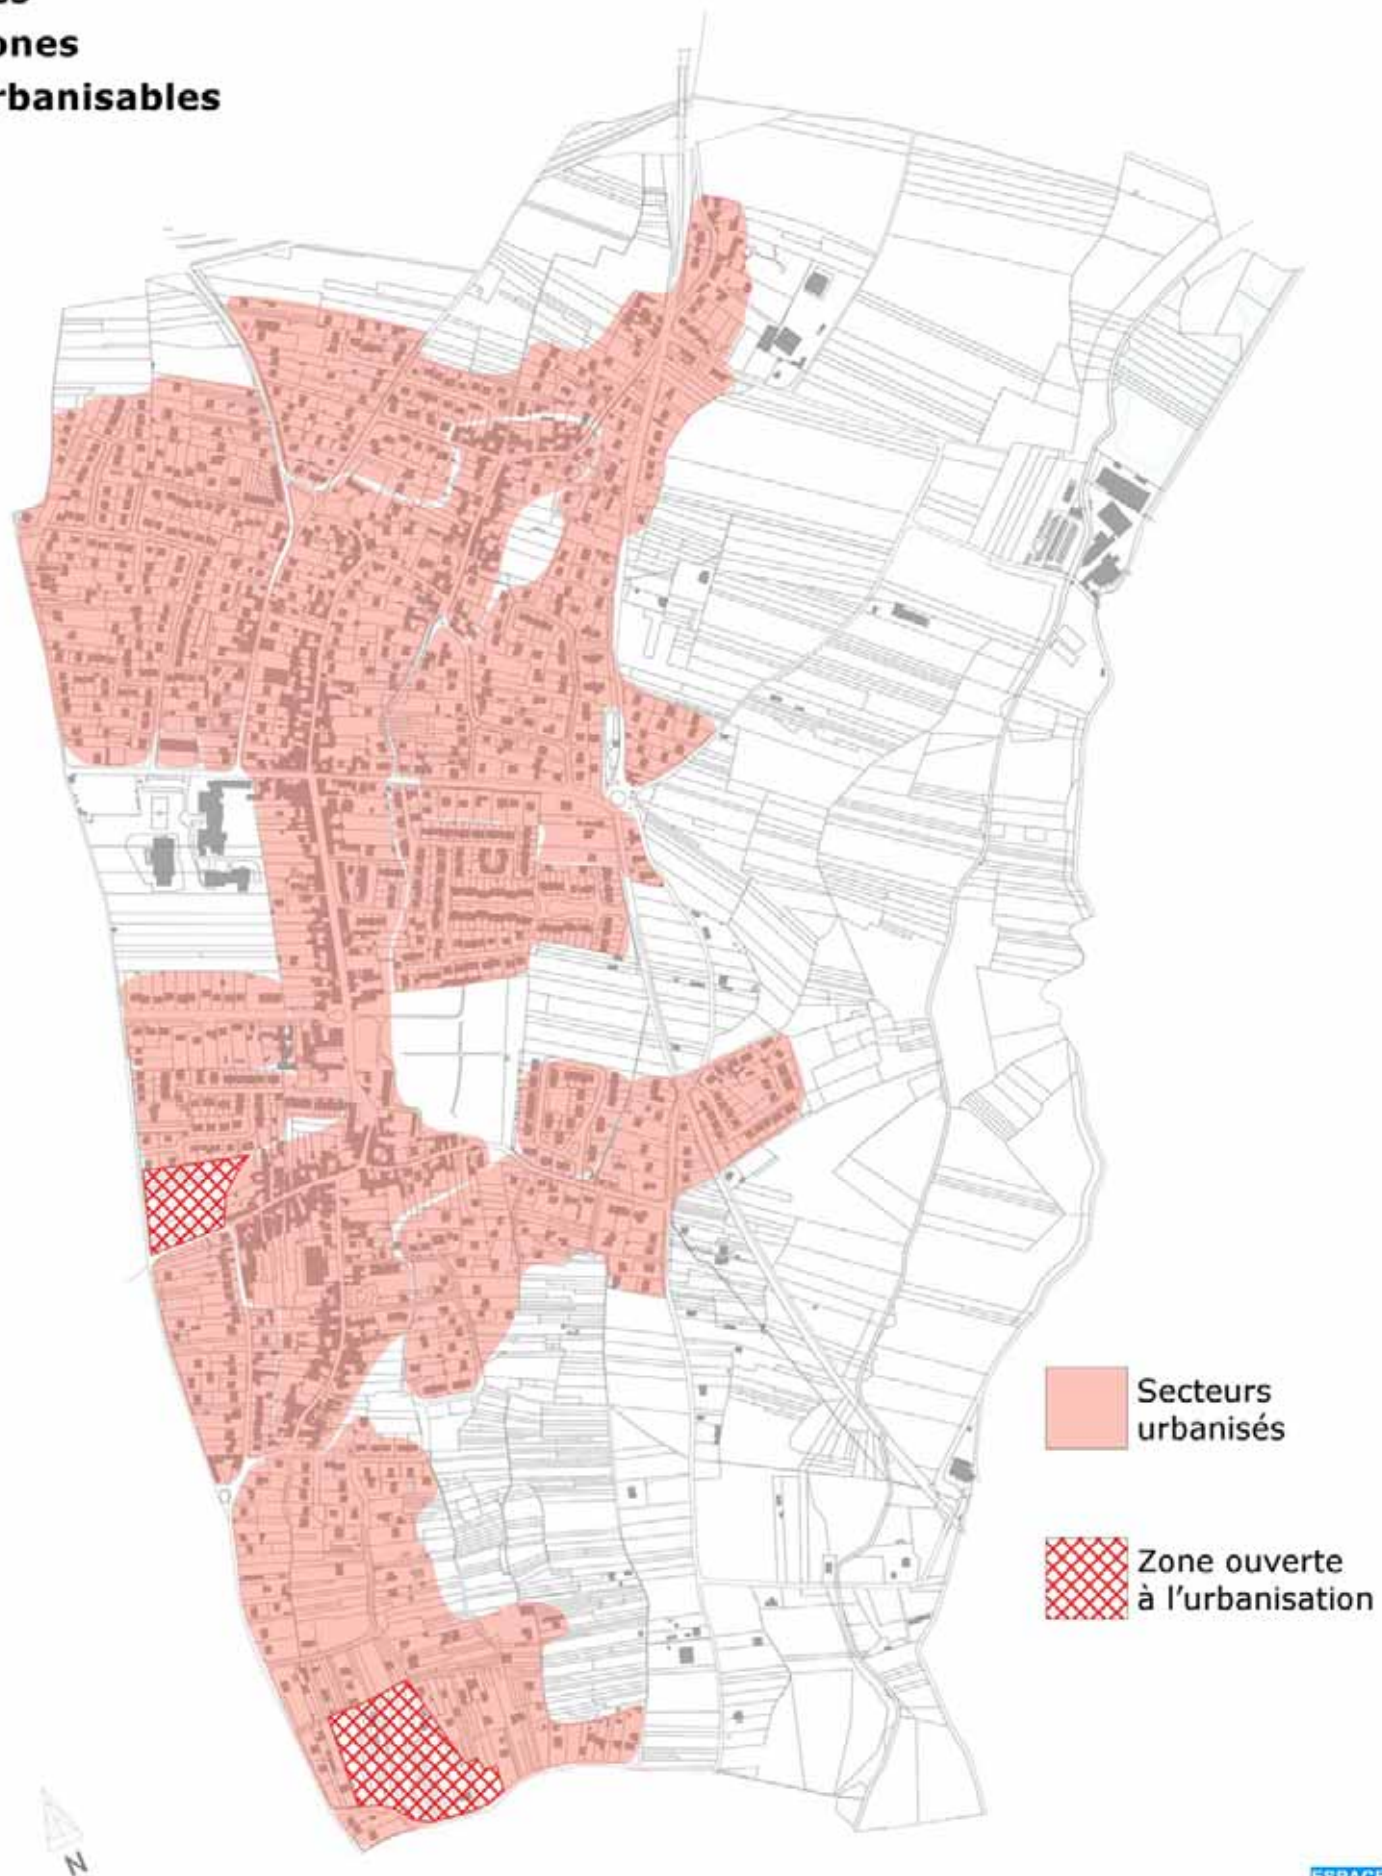 ones
rbanisables
Secteurs
urbanisés
Zone ouverte
à l'urbanisation
N